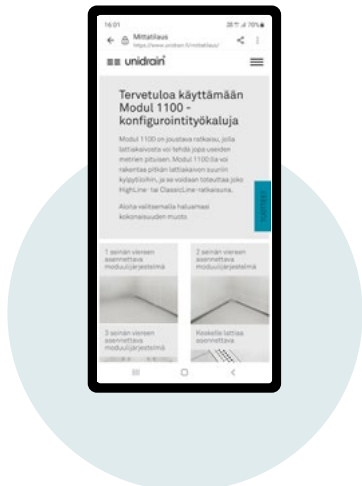 16.01
70%
Mittatilaus
https://www.unidrain.fi/mittatilaus/
unidrain
Tervetuloa käyttämään
Modul 1100 -
konfigurointityökaluja
Modul 1100 on joustava ratkaisu, jolla
lattiakaivosta voi tehdä jopa useiden
metrien pituisen. Modul 1100:lla voi
rakentaa pitkän lattiakaivon suuriin
kylpytiloihin, ja se voidaan toteuttaa joko
HighLine- tai ClassicLine-ratkaisuna.
Aloita valitsemalla haluamasi
kokonaisuuden muoto
1 seinän viereen
asennettava
moduulijärjestelmä
2 seinän viereen
asennettava
moduulijärjestelmä
3 seinän viereen
asennettava
moduulijärjestelmä
Keskelle lattiaa
asennettava